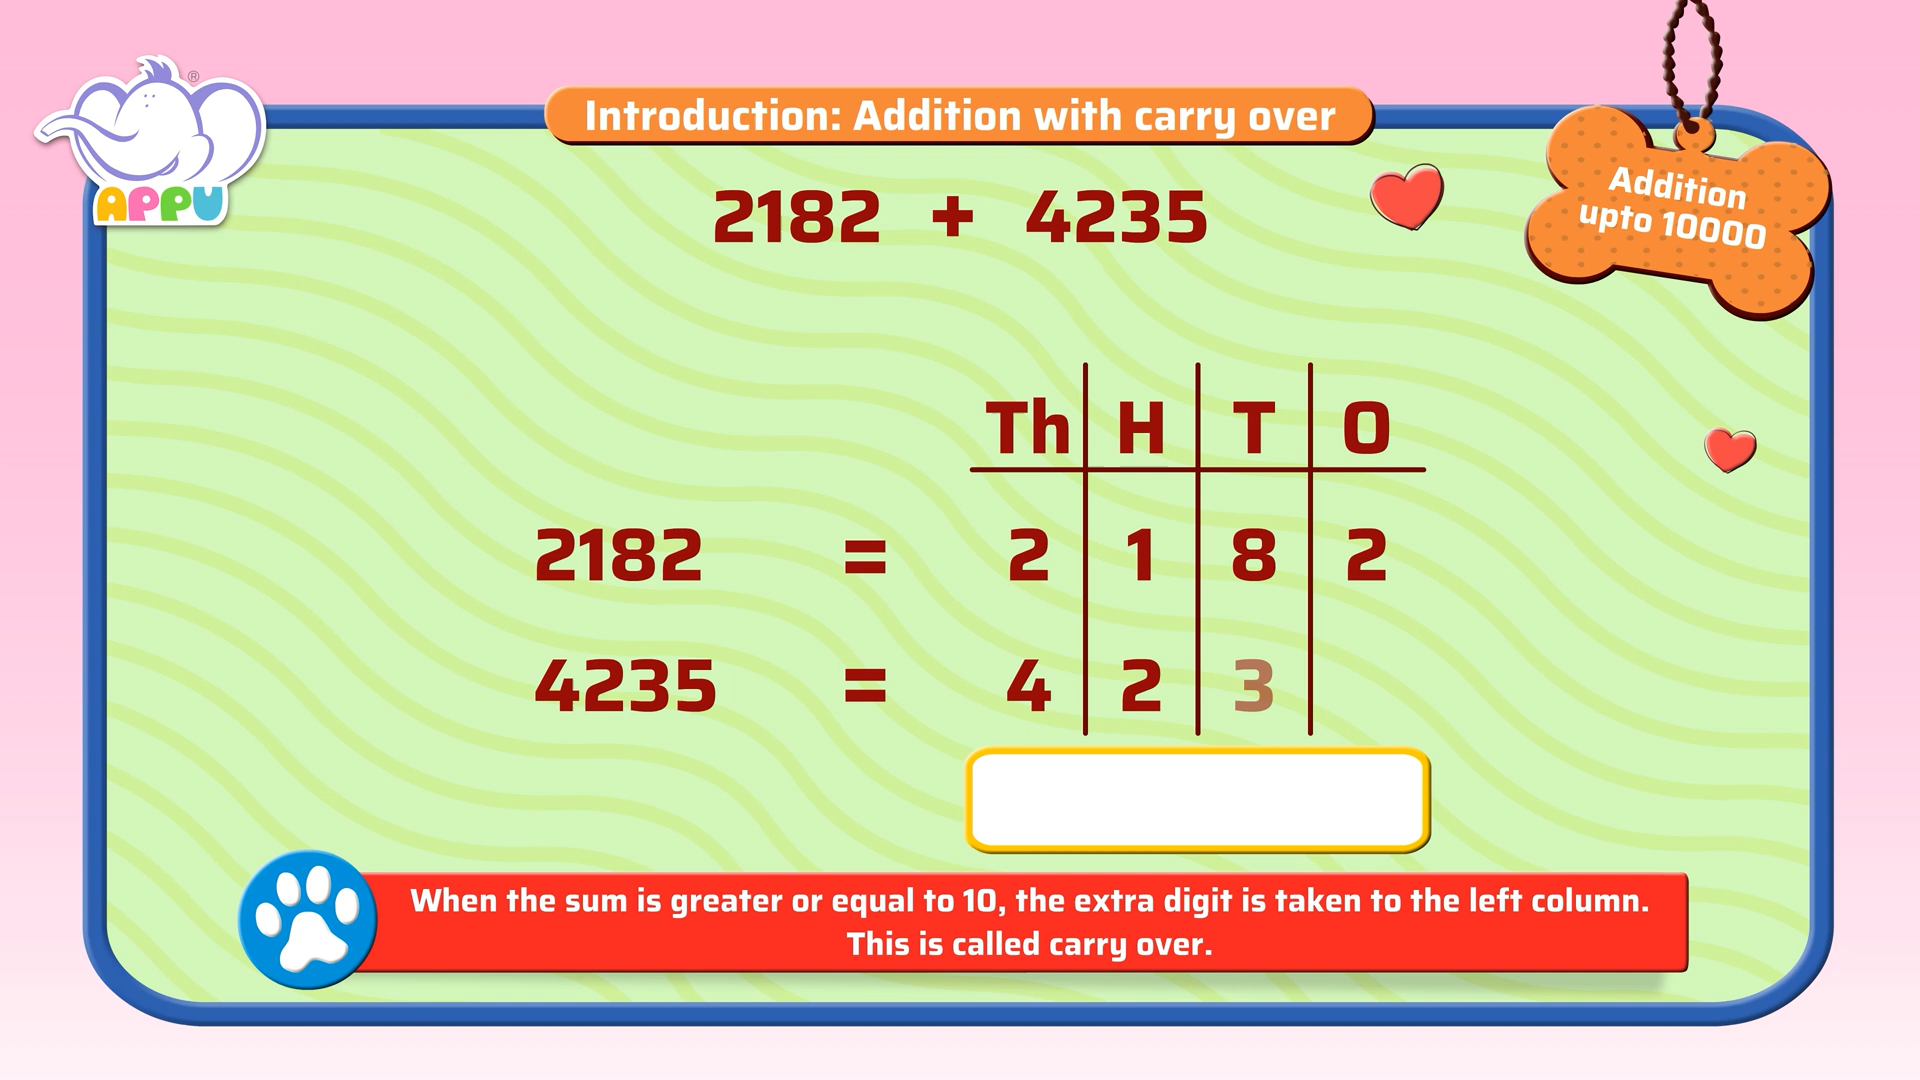 ®
APPU
Introduction: Addition with carry over
Addition
upto 10000
2182 + 4235
Th H T O
2182 = 2 1 8 2
4235 = 4 2 3
When the sum is greater or equal to 10, the extra digit is taken to the left column.
This is called carry over.